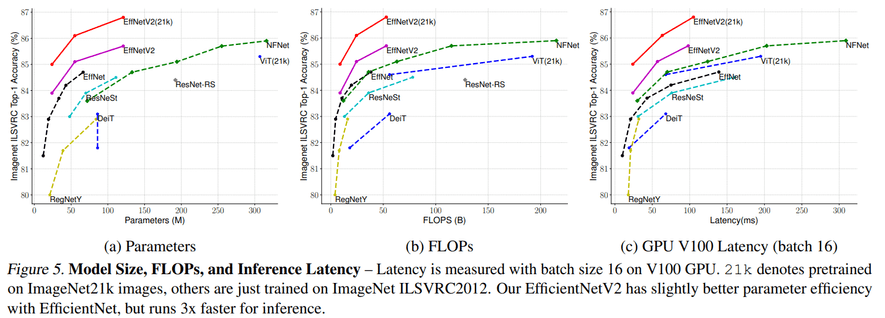 Imagenet ILSVRC Top-1 Accuracy (%)
87
86
85
84
83
82
81
80
EffNetV2(21k)
EffNetV2
NFNet
ViT(21k)
EffNet
ResNet-RS
ResNeSt
DeiT
RegNetY
0 50 100 150 200 250 300
Parameters (M)
(a) Parameters
Imagenet ILSVRC Top-1 Accuracy (%)
87
86
85
84
83
82
81
80
EffNetV2(21k)
EffNetV2
NFNet
ViT(21k)
EffNet
ResNet-RS
ResNeSt
DeiT
RegNetY
0 50 100 150 200
FLOPS (B)
(b) FLOPs
Imagenet ILSVRC Top-1 Accuracy (%)
87
86
85
84
83
82
81
80
EffNetV2(21k)
EffNetV2
NFNet
ViT(21k)
EffNet
ResNeSt
DeiT
RegNetY
0 50 100 150 200 250 300
Latency(ms)
(c) GPU V100 Latency (batch 16)
Figure 5. Model Size, FLOPs, and Inference Latency – Latency is measured with batch size 16 on V100 GPU. 21k denotes pretrained
on ImageNet21k images, others are just trained on ImageNet ILSVRC2012. Our EfficientNetV2 has slightly better parameter efficiency
with EfficientNet, but runs 3x faster for inference.